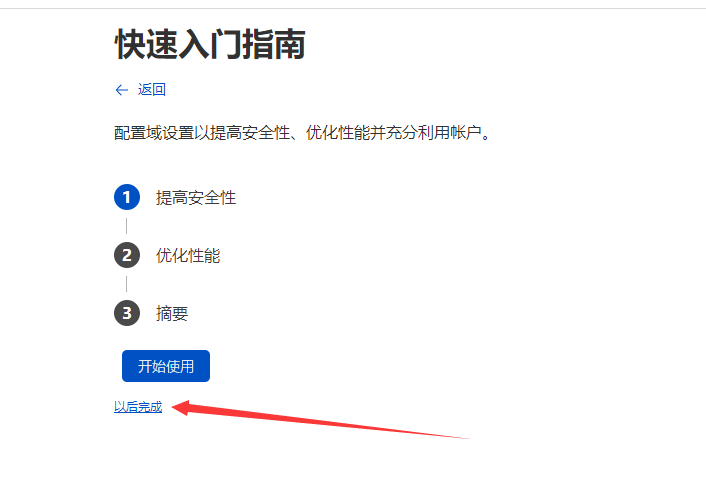 快速入门指南
← 返回
配置域设置以提高安全性、优化性能并充分利用帐户。
1 提高安全性
2 优化性能
3 摘要
开始使用
以后完成